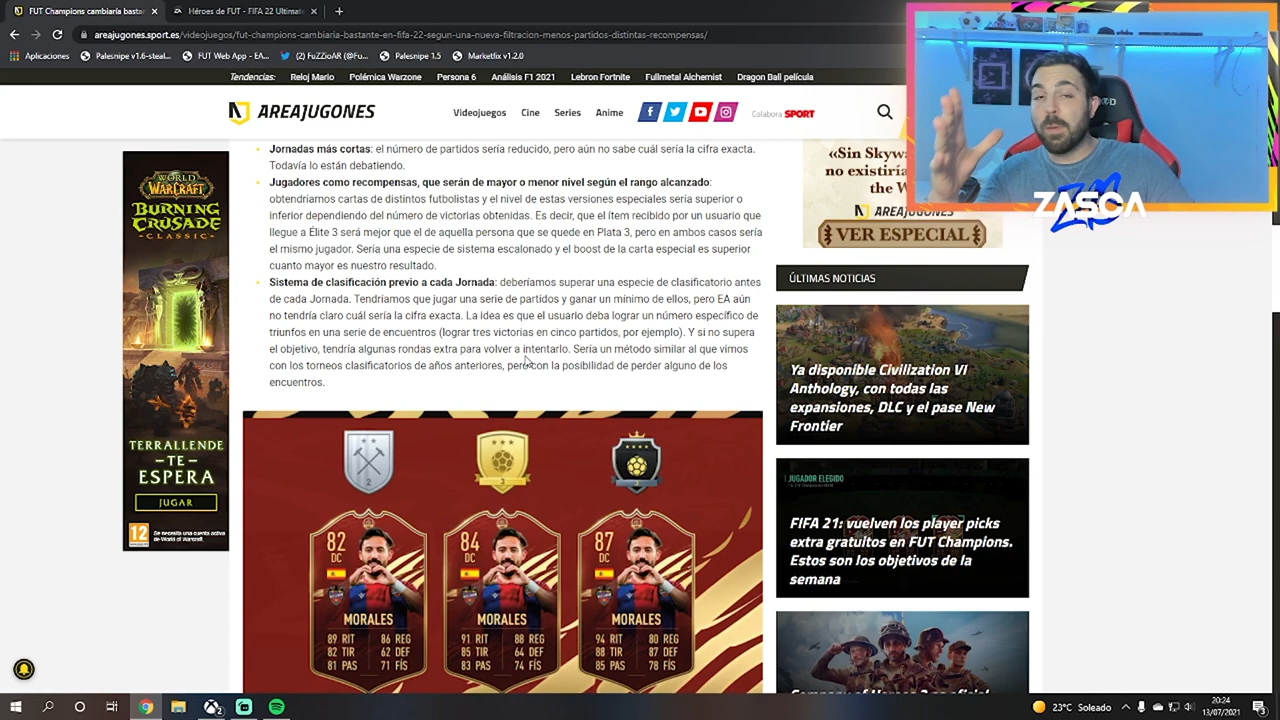 FUT Champions cambiaría basta
Héroes de FUT - FIFA 22 Ultimate
areajugones.sport.es/videojuegos/fut-champions-
-fifa-22-segun-una-nueva-filtracion-menos-partidos-y-distintas-recompensas/
Aplicaciones
Palesnipe v1.6-steal...
FUT Web App - EA...
Marketfix v1.2.0
Tendencias: Reloj Mario Polémica Warzone Persona 6 Análisis F1 2021 Lebron Fortnite Fullmetal Alchemist Dragon Ball película
AREAJUGONES
Videojuegos Cine Series Anime
Colabora SPORT
Jornadas más cortas: el número de partidos sería reducido, pero aún no sabe cuál sería la cifra exacta.
Todavía lo están debatiendo.
Jugadores como recompensas, que serán de mayor o menor nivel según el rango alcanzado:
obtendríamos cartas de distintos futbolistas y el nivel de estas versiones especiales sería superior o
inferior dependiendo del número de victorias obtenidas. Es decir, que el ítem recibido por un usuario que
llegue a Élite 3 será mejor que el de aquella persona que se quede en Plata 3, pero en ambos casos sería
el mismo jugador. Sería una especie de sistema escalonado y el boost de la carta especial es superior
cuanto mayor es nuestro resultado.
Sistema de clasificación previo a cada Jornada: deberíamos superar una especie de clasificatorio antes
de cada Jornada. Tendríamos que jugar una serie de partidos y ganar un mínimo de ellos, pero EA aún
no tendría claro cuál sería la cifra exacta. La idea es que el usuario deba lograr un número específico de
triunfos en una serie de encuentros (lograr tres victorias en cinco partidos, por ejemplo). Y si no supera
el objetivo, tendría algunas rondas extra para volver a intentarlo. Sería un método similar al que vimos
con los torneos clasificatorios de años anteriores, pero con la posibilidad de perder alguno de los
encuentros.
WORLD
WARCRAFT
BURNING
CRUSADE
CLASSIC
TERRALLENDE
-TE-
ESPERA
JUGAR
12
82
DC
MORALES
89 RIT 86 REG
82 TIR 62 DEF
81 PAS 71 FÍS
84
DC
MORALES
91 RIT 88 REG
85 TIR 64 DEF
83 PAS 74 FÍS
87
DC
MORALES
94 RIT 80 REG
88 TIR 87 DEF
85 PAS 78 FÍS
«Sin Skyw
no existiría
the W
AREAJUGONES
VER ESPECIAL
ZASCA
ÚLTIMAS NOTICIAS
Ya disponible Civilization VI
Anthology, con todas las
expansiones, DLC y el pase New
Frontier
JUGADOR ELEGIDO
FIFA 21: vuelven los player picks
extra gratuitos en FUT Champions.
Estos son los objetivos de la
semana
23°C Soleado
20:24
13/07/2021